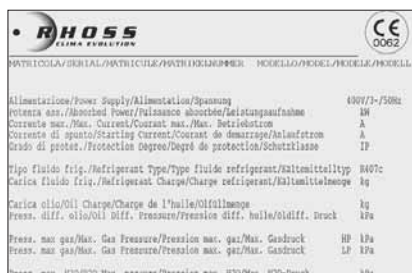 RHOSS
CLIMA EVOLUTION
CE
0062
MATRICOLA/SERIAL/MATRICULE/MATRIKELNUMMER MODELLO/MODEL/MODELE/MODELL
Alimentazione/Power Supply/Alimentation/Spannung 400V/3~/50Hz
Potenza ass./Absorbed Power/Puissance absorbée/Leistungsaufnahme kW
Corrente max./Max. Current/Courant max./Max. Betriebstrom A
Corrente di spunto/Starting Current/Courant de demarrage/Anlaufstrom A
Grado di protez./Protection Degree/Degré de protection/Schutzklasse IP
Tipo fluido frig./Refrigerant Type/Type fluide refrigerant/Kältemitteltyp R407c
Carica fluido frig./Refrigerant Charge/Charge refrigerant/Kältemittelmenge kg
Carica olio/Oil Charge/Charge de l'huile/Ölfüllmenge kg
Press. diff. olio/Oil Diff. Pressure/Pression diff. huile/Öldiff. Druck kPa
Press. max gas/Max. Gas Pressure/Pression mac. gaz/Max. Gasdruck HP kPa
Press. max gas/Max. Gas Pressure/Pression mac. gaz/Max. Gasdruck LP kPa